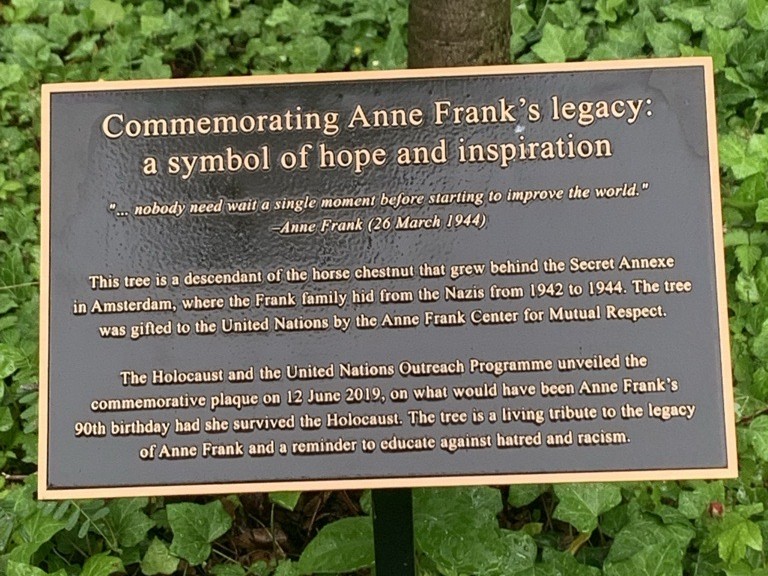 Commemorating Anne Frank's legacy:
a symbol of hope and inspiration
"... nobody need wait a single moment before starting to improve the world."
–Anne Frank (26 March 1944)
This tree is a descendant of the horse chestnut that grew behind the Secret Annexe
in Amsterdam, where the Frank family hid from the Nazis from 1942 to 1944. The tree
was gifted to the United Nations by the Anne Frank Center for Mutual Respect.
The Holocaust and the United Nations Outreach Programme unveiled the
commemorative plaque on 12 June 2019, on what would have been Anne Frank's
90th birthday had she survived the Holocaust. The tree is a living tribute to the legacy
of Anne Frank and a reminder to educate against hatred and racism.